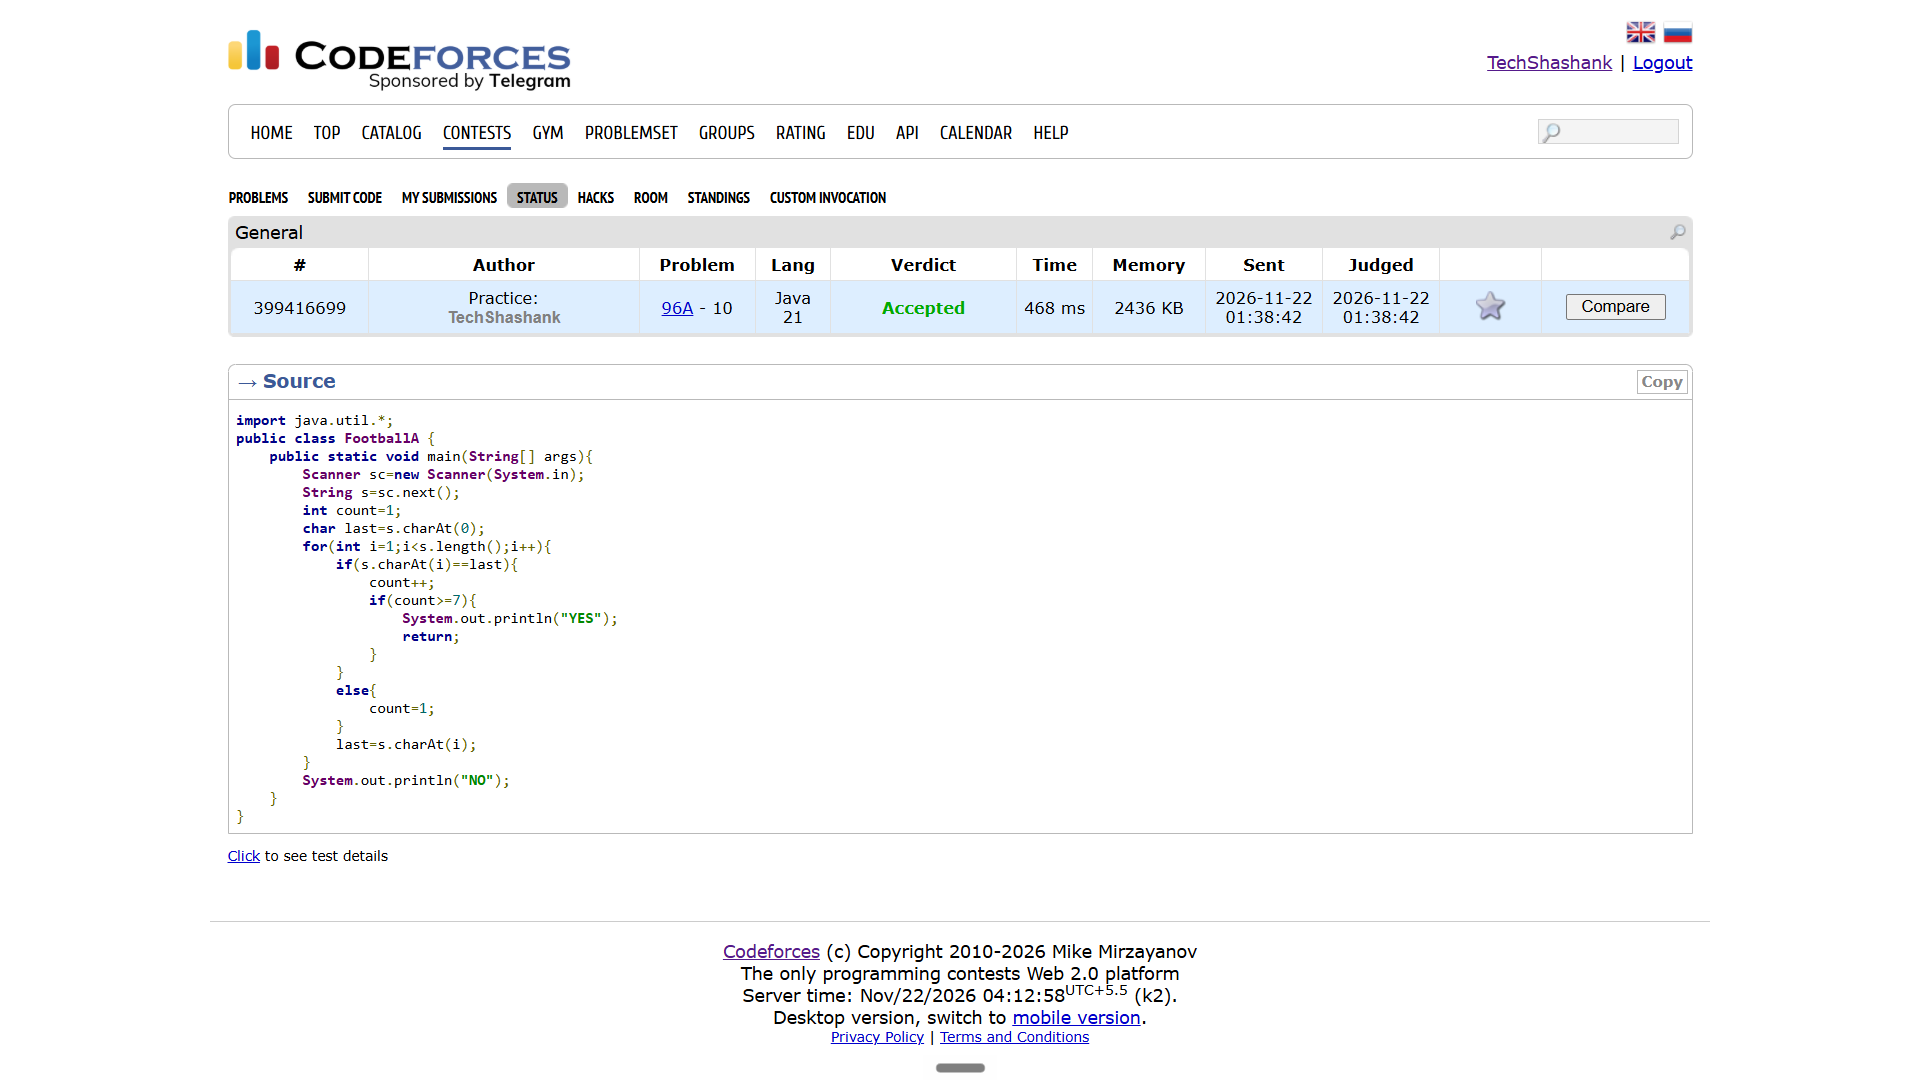 CODEFORCES
Sponsored by Telegram
TechShashank | Logout
HOME TOP CATALOG CONTESTS GYM PROBLEMSET GROUPS RATING EDU API CALENDAR HELP
PROBLEMS SUBMIT CODE MY SUBMISSIONS STATUS HACKS ROOM STANDINGS CUSTOM INVOCATION
General
# Author Problem Lang Verdict Time Memory Sent Judged
399416699 Practice: TechShashank 96A - 10 Java 21 Accepted 468 ms 2436 KB 2026-11-22 01:38:42 2026-11-22 01:38:42 Compare
→ Source Copy
import java.util.*;
public class FootballA {
    public static void main(String[] args){
        Scanner sc=new Scanner(System.in);
        String s=sc.next();
        int count=1;
        char last=s.charAt(0);
        for(int i=1;i<s.length();i++){
            if(s.charAt(i)==last){
                count++;
                if(count>=7){
                    System.out.println("YES");
                    return;
                }
            }
            else{
                count=1;
            }
            last=s.charAt(i);
        }
        System.out.println("NO");
    }
}
Click to see test details
Codeforces (c) Copyright 2010-2026 Mike Mirzayanov
The only programming contests Web 2.0 platform
Server time: Nov/22/2026 04:12:58UTC+5.5 (k2).
Desktop version, switch to mobile version.
Privacy Policy | Terms and Conditions